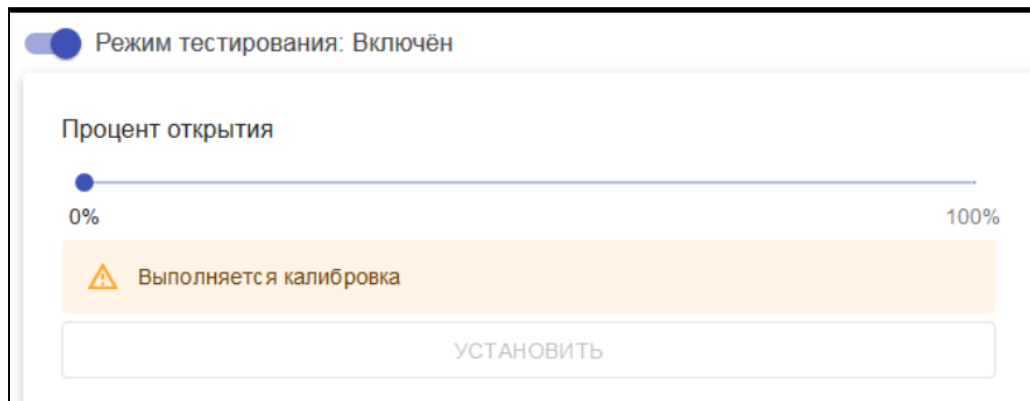 Режим тестирования: Включён
Процент открытия
0% 100%
Выполняется калибровка
УСТАНОВИТЬ